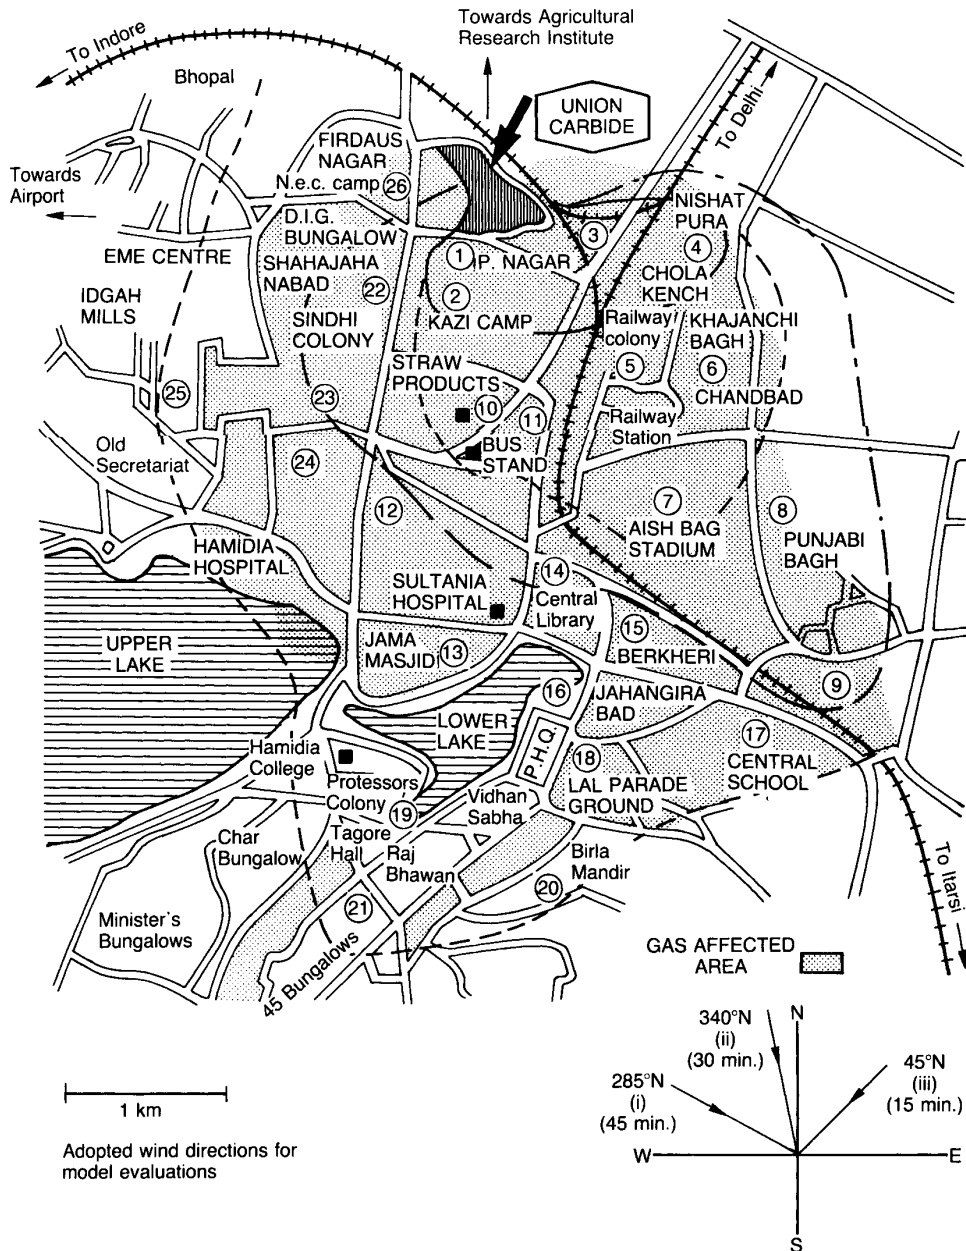 To Indore
Towards Agricultural
Research Institute
Bhopal
UNION
CARBIDE
To Delhi
FIRDAUS
NAGAR
N.e.c. camp 26
Towards
Airport
D.I.G.
BUNGALOW
EME CENTRE
SHAHAJAHA
NABAD
22
SINDHI
COLONY
1 P. NAGAR
2
KAZI CAMP
3
NISHAT
PURA
4
CHOLA
KENCH
IDGAH
MILLS
Railway
colony
5
KHAJANCHI
BAGH
6
CHANDBAD
STRAW
PRODUCTS
10
11
BUS
STAND
Railway
Station
25
23
24
Old
Secretariat
12
7
AISH BAG
STADIUM
8
PUNJABI
BAGH
HAMIDIA
HOSPITAL
SULTANIA
HOSPITAL
14
Central
Library
15
BERKHERI
UPPER
LAKE
JAMA
MASJID
13
16
JAHANGIRA
BAD
9
LOWER
LAKE
P.H.Q.
17
CENTRAL
SCHOOL
18
LAL PARADE
GROUND
Hamidia
College
Protessors
Colony
19
Vidhan
Sabha
Char
Bungalow
Tagore
Hall
Raj
Bhawan
Birla
Mandir
20
To Itarsi
Minister's
Bungalows
21
45 Bungalows
GAS AFFECTED
AREA
340°N
(ii)
(30 min.)
N
285°N
(i)
(45 min.)
45°N
(iii)
(15 min.)
W
E
S
1 km
Adopted wind directions for
model evaluations